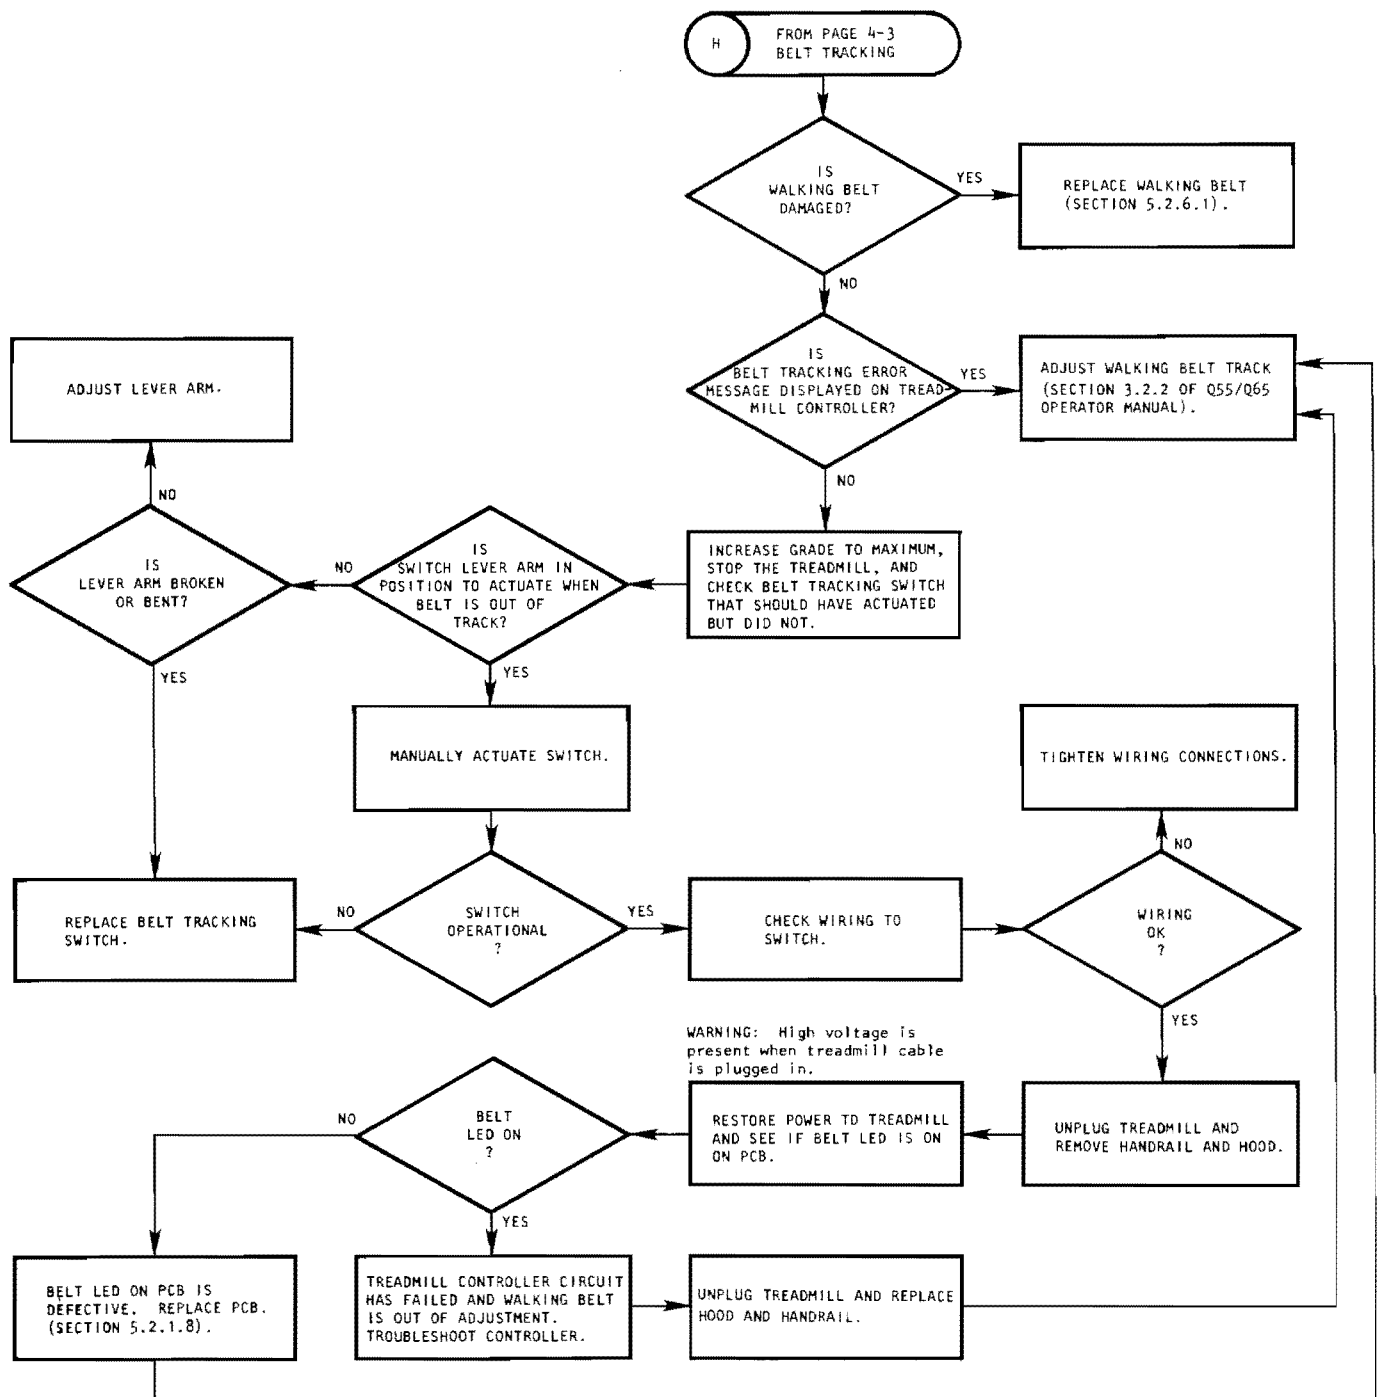 H
FROM PAGE 4-3
BELT TRACKING
IS
WALKING BELT
DAMAGED?
YES
REPLACE WALKING BELT
(SECTION 5.2.6.1).
NO
IS
BELT TRACKING ERROR
MESSAGE DISPLAYED ON TREAD-
MILL CONTROLLER?
YES
ADJUST WALKING BELT TRACK
(SECTION 3.2.2 OF Q55/Q65
OPERATOR MANUAL).
NO
INCREASE GRADE TO MAXIMUM,
STOP THE TREADMILL, AND
CHECK BELT TRACKING SWITCH
THAT SHOULD HAVE ACTUATED
BUT DID NOT.
IS
SWITCH LEVER ARM IN
POSITION TO ACTUATE WHEN
BELT IS OUT OF
TRACK?
NO
IS
LEVER ARM BROKEN
OR BENT?
NO
ADJUST LEVER ARM.
YES
YES
MANUALLY ACTUATE SWITCH.
SWITCH
OPERATIONAL
?
NO
REPLACE BELT TRACKING
SWITCH.
YES
CHECK WIRING TO
SWITCH.
WIRING
OK
?
NO
TIGHTEN WIRING CONNECTIONS.
YES
UNPLUG TREADMILL AND
REMOVE HANDRAIL AND HOOD.
WARNING: High voltage is
present when treadmill cable
is plugged in.
RESTORE POWER TO TREADMILL
AND SEE IF BELT LED IS ON
ON PCB.
BELT
LED ON
?
NO
BELT LED ON PCB IS
DEFECTIVE. REPLACE PCB.
(SECTION 5.2.1.8).
YES
TREADMILL CONTROLLER CIRCUIT
HAS FAILED AND WALKING BELT
IS OUT OF ADJUSTMENT.
TROUBLESHOOT CONTROLLER.
UNPLUG TREADMILL AND REPLACE
HOOD AND HANDRAIL.